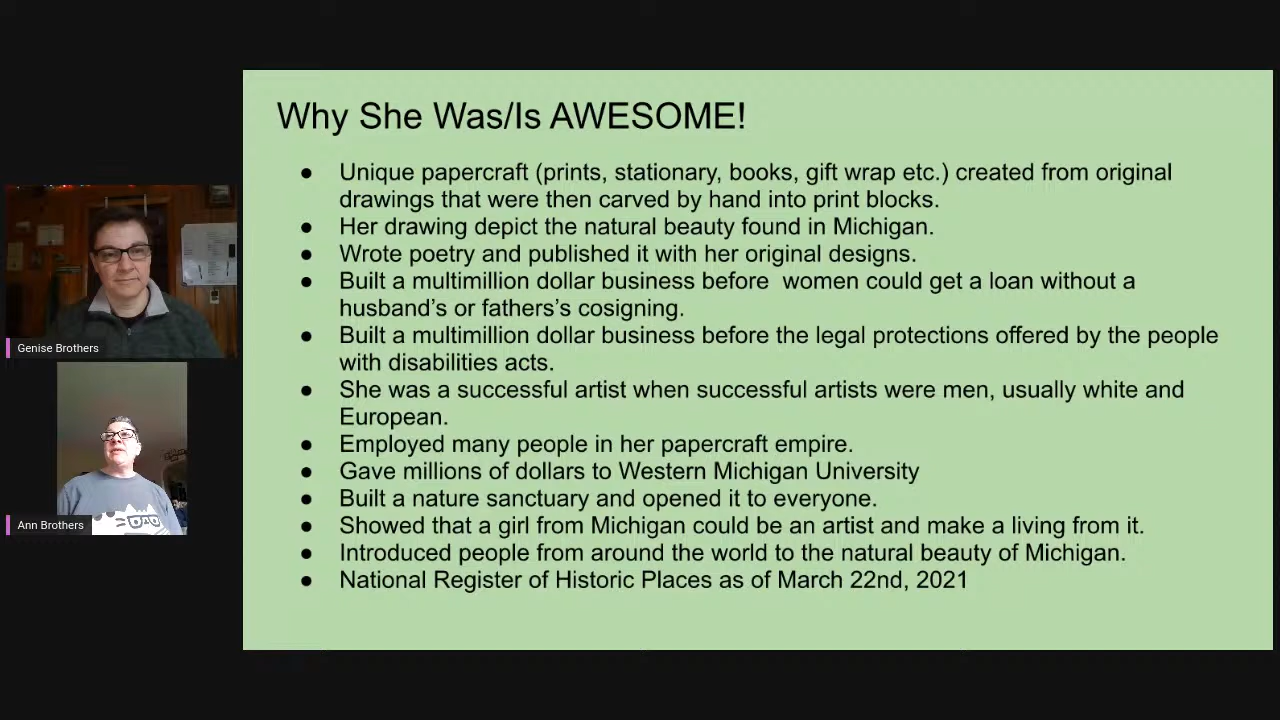 Why She Was/Is AWESOME!
● Unique papercraft (prints, stationary, books, gift wrap etc.) created from original
drawings that were then carved by hand into print blocks.
● Her drawing depict the natural beauty found in Michigan.
● Wrote poetry and published it with her original designs.
● Built a multimillion dollar business before  women could get a loan without a
husband’s or fathers’s cosigning.
● Built a multimillion dollar business before the legal protections offered by the people
with disabilities acts.
● She was a successful artist when successful artists were men, usually white and
European.
● Employed many people in her papercraft empire.
● Gave millions of dollars to Western Michigan University
● Built a nature sanctuary and opened it to everyone.
● Showed that a girl from Michigan could be an artist and make a living from it.
● Introduced people from around the world to the natural beauty of Michigan.
● National Register of Historic Places as of March 22nd, 2021
Genise Brothers
Ann Brothers